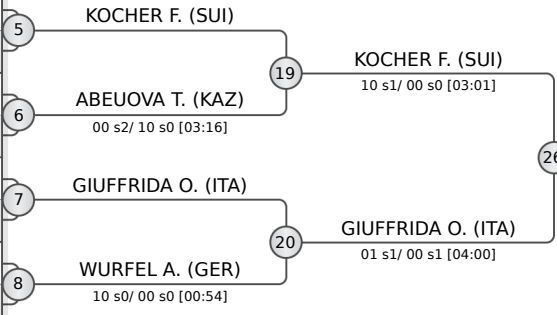 KOCHER F. (SUI)
5
19
KOCHER F. (SUI)
10 s1/ 00 s0 [03:01]
ABEUOVA T. (KAZ)
6
00 s2/ 10 s0 [03:16]
26
GIUFFRIDA O. (ITA)
7
20
GIUFFRIDA O. (ITA)
01 s1/ 00 s1 [04:00]
WURFEL A. (GER)
8
10 s0/ 00 s0 [00:54]